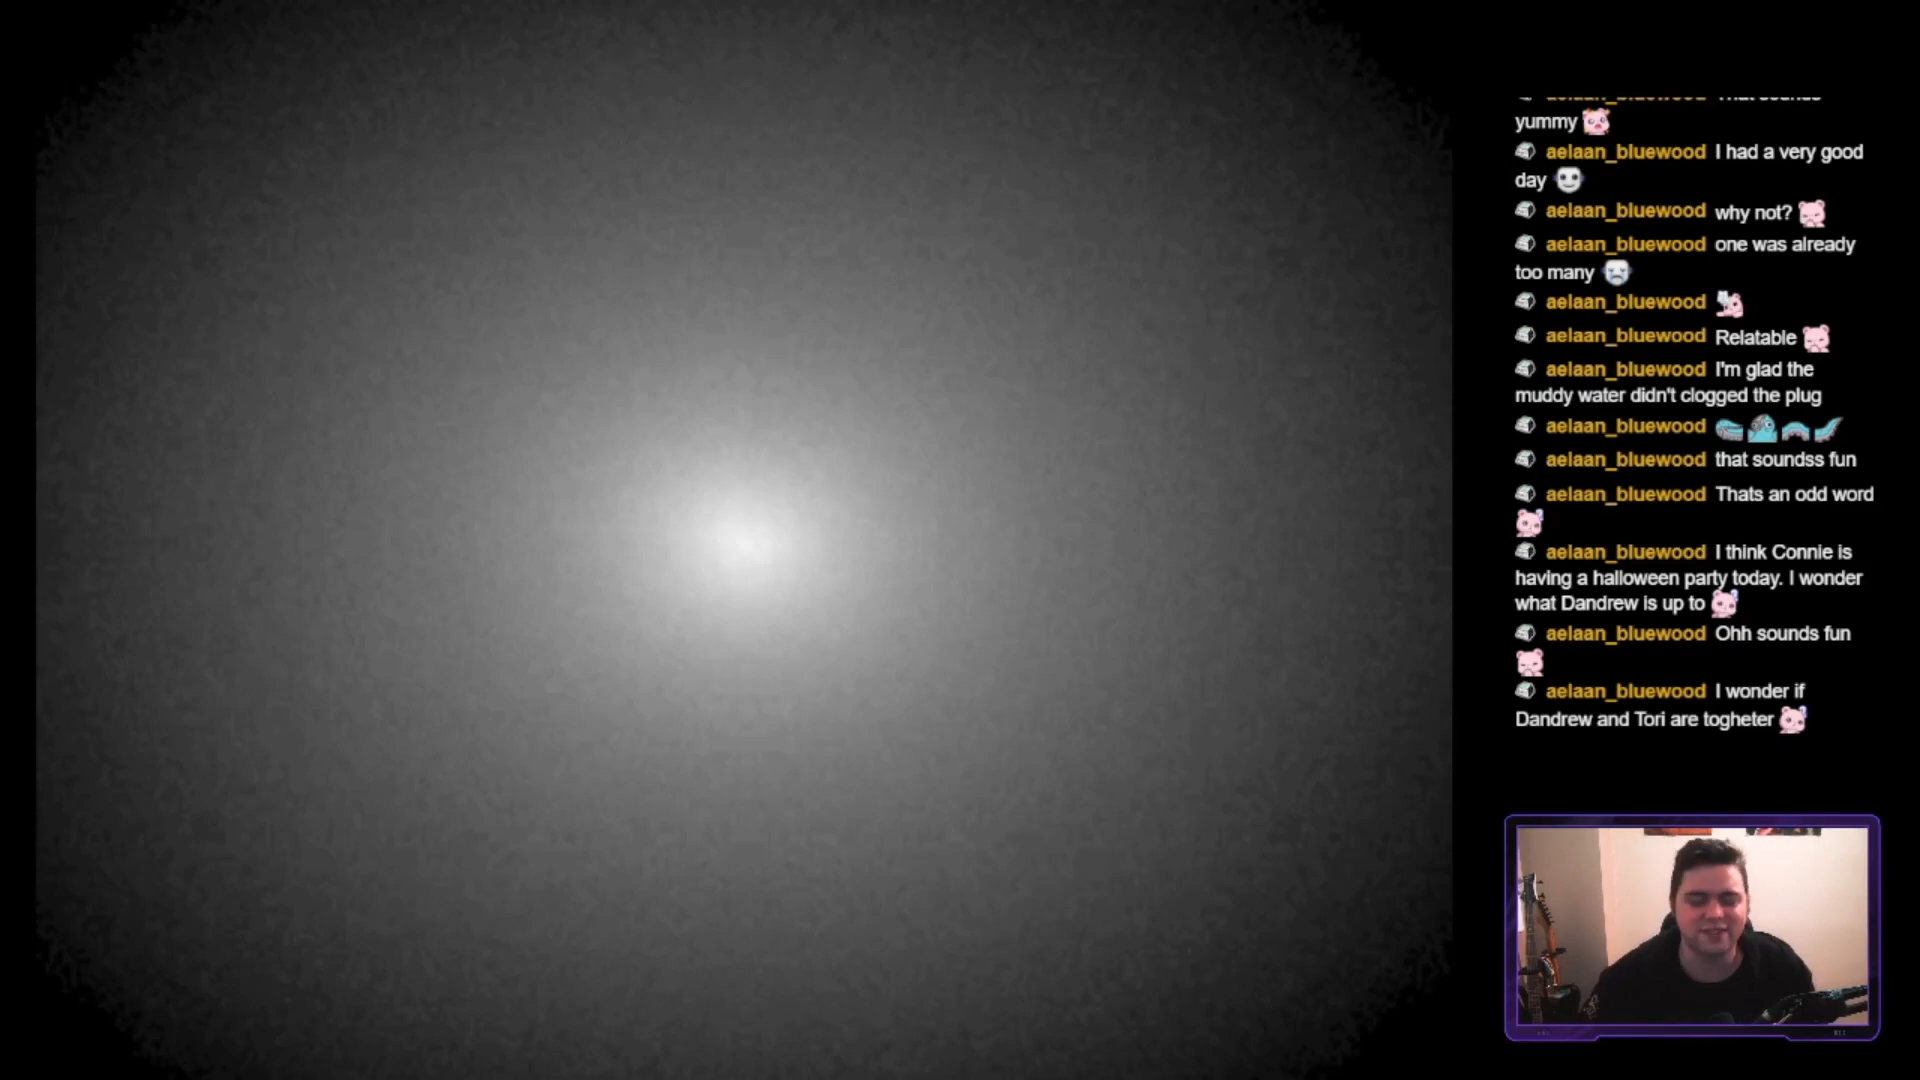 yummy
aelaan_bluewood I had a very good
day
aelaan_bluewood why not?
aelaan_bluewood one was already
too many
aelaan_bluewood
aelaan_bluewood Relatable
aelaan_bluewood I'm glad the
muddy water didn't clogged the plug
aelaan_bluewood
aelaan_bluewood that soundss fun
aelaan_bluewood Thats an odd word
aelaan_bluewood I think Connie is
having a halloween party today. I wonder
what Dandrew is up to
aelaan_bluewood Ohh sounds fun
aelaan_bluewood I wonder if
Dandrew and Tori are togheter